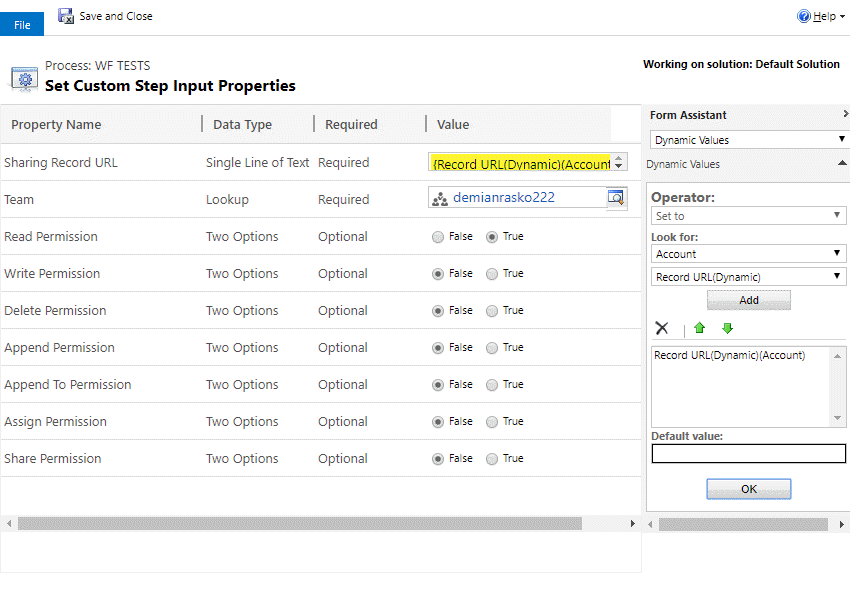 File
Save and Close
Help
Process: WF TESTS
Set Custom Step Input Properties
Working on solution: Default Solution
Property Name Data Type Required Value
Sharing Record URL Single Line of Text Required {Record URL(Dynamic)(Account
Team Lookup Required demianrasko222
Read Permission Two Options Optional False True
Write Permission Two Options Optional False True
Delete Permission Two Options Optional False True
Append Permission Two Options Optional False True
Append To Permission Two Options Optional False True
Assign Permission Two Options Optional False True
Share Permission Two Options Optional False True
Form Assistant
Dynamic Values
Dynamic Values
Operator:
Set to
Look for:
Account
Record URL(Dynamic)
Add
Record URL(Dynamic)(Account)
Default value:
OK